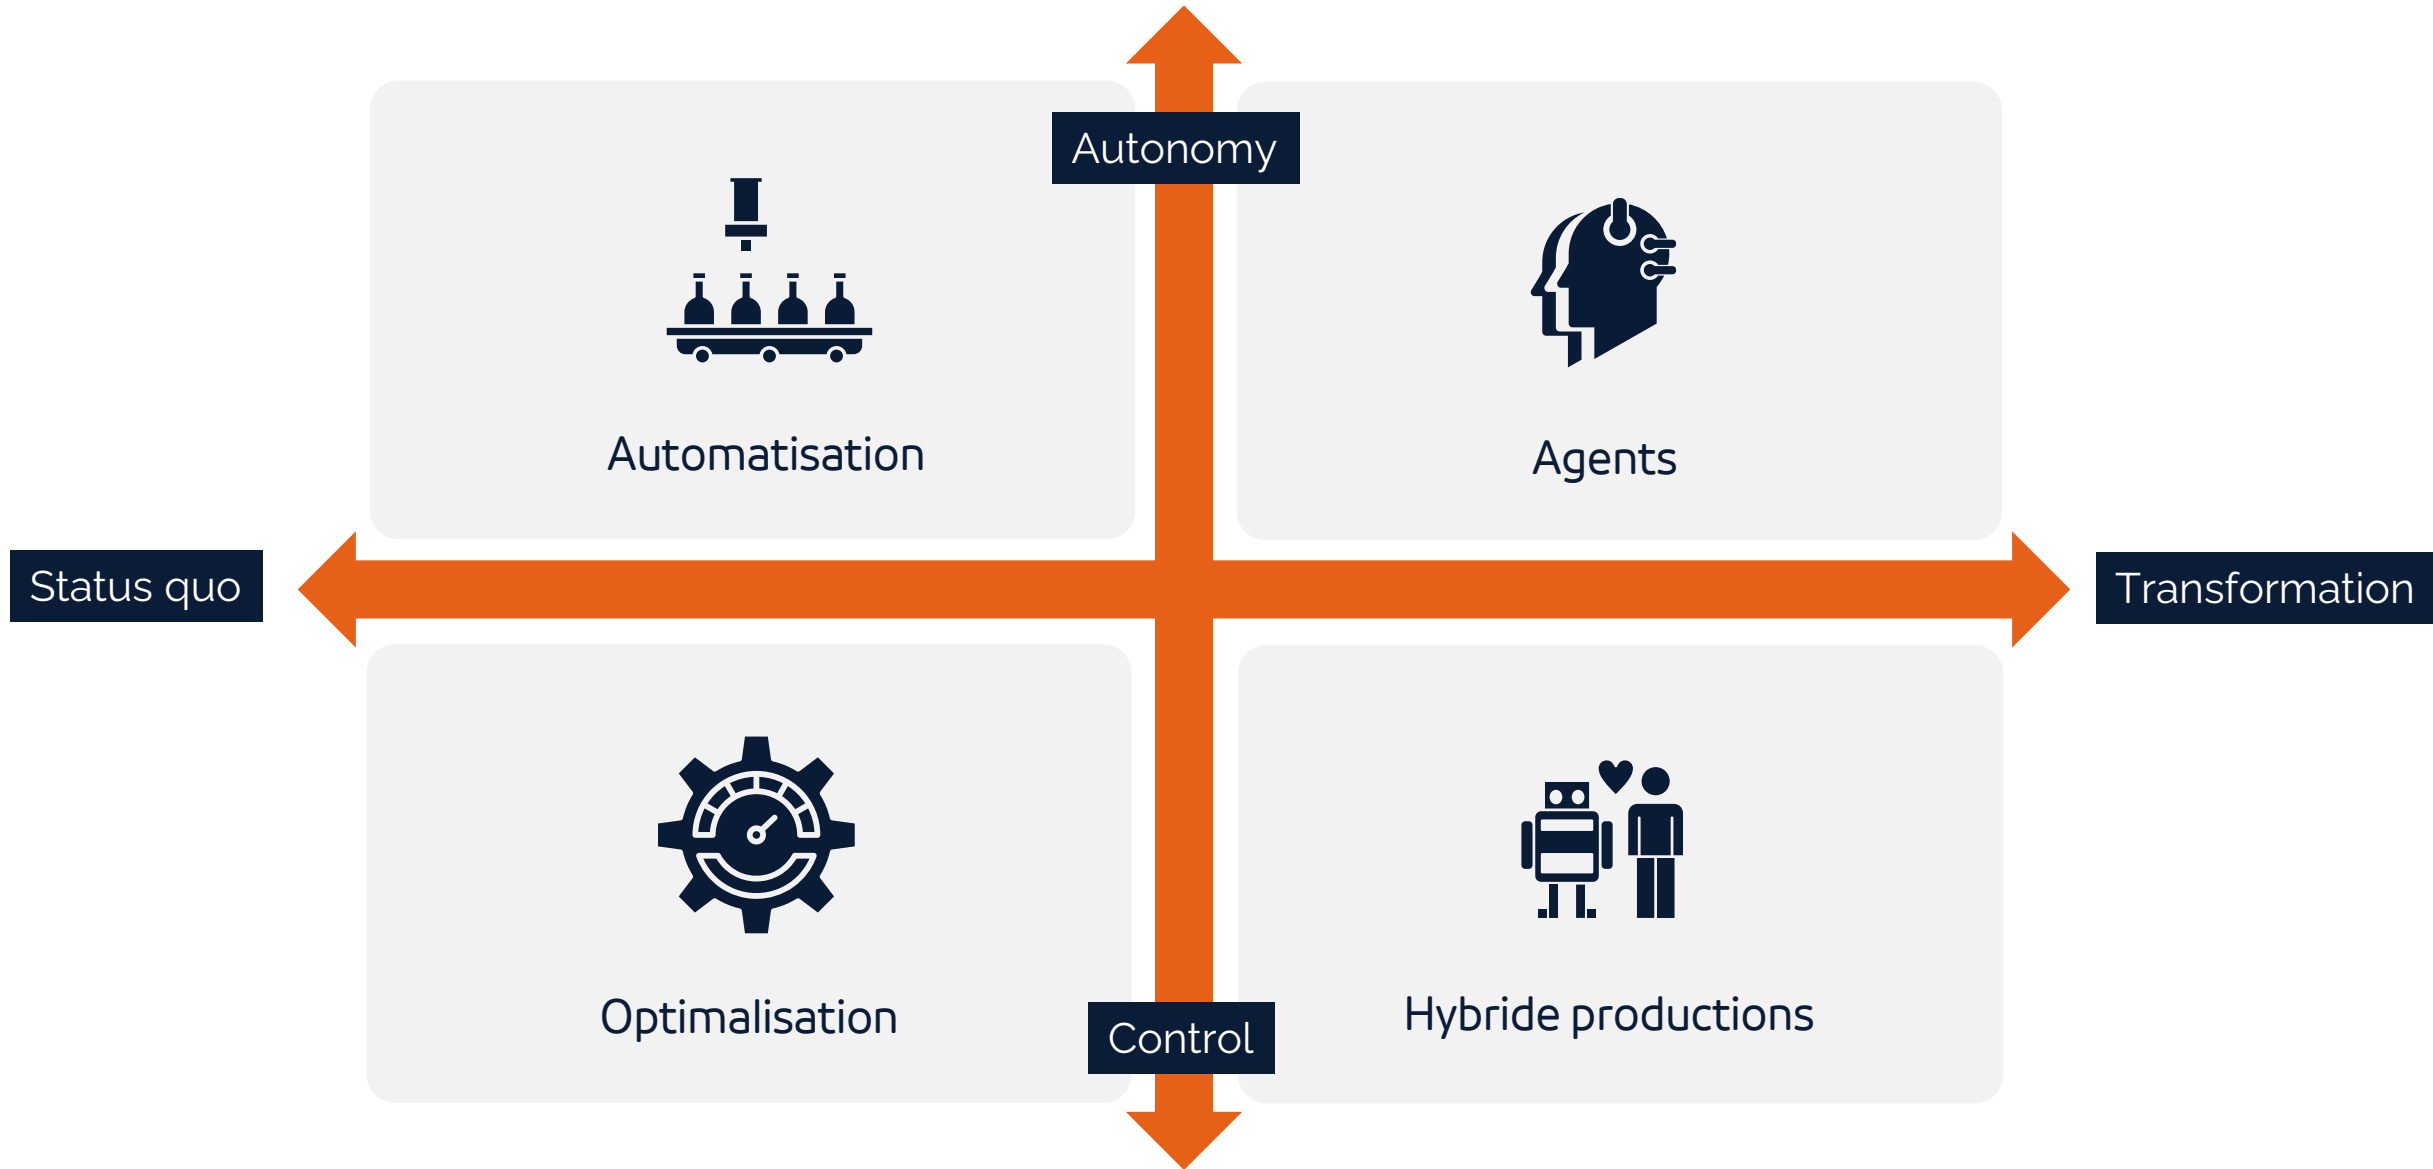 Autonomy
Automatisation
Agents
Status quo
Transformation
Optimalisation
Hybride productions
Control